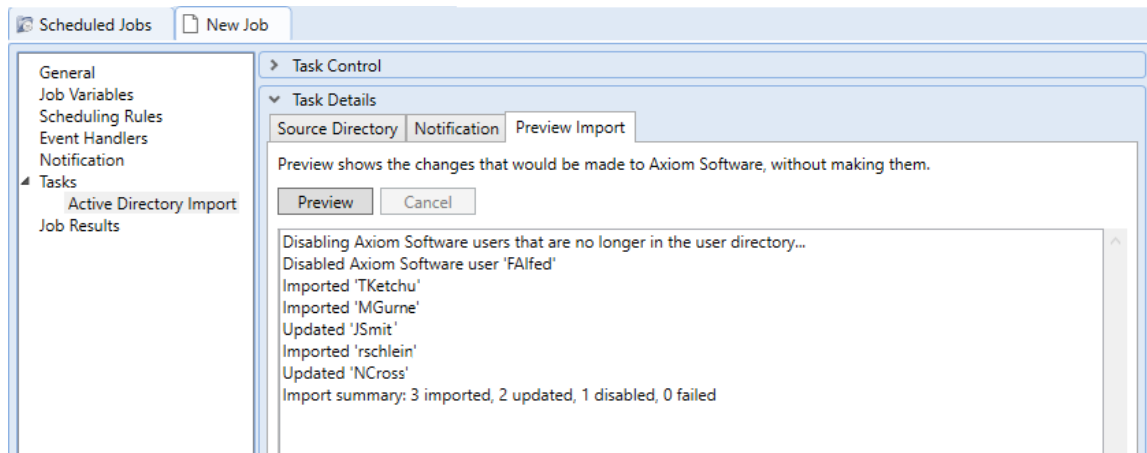 Scheduled Jobs
New Job
General
Job Variables
Scheduling Rules
Event Handlers
Notification
Tasks
Active Directory Import
Job Results
Task Control
Task Details
Source Directory
Notification
Preview Import
Preview shows the changes that would be made to Axiom Software, without making them.
Preview
Cancel
Disabling Axiom Software users that are no longer in the user directory...
Disabled Axiom Software user 'FAlfed'
Imported 'TKetchu'
Imported 'MGurne'
Updated 'JSmit'
Imported 'rschlein'
Updated 'NCross'
Import summary: 3 imported, 2 updated, 1 disabled, 0 failed